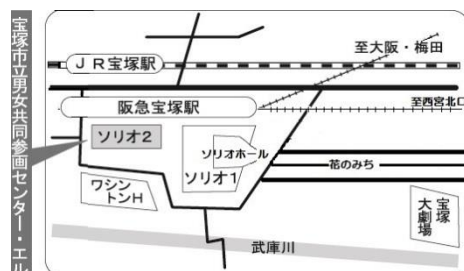 宝塚市立男女共同参画センター・エル
至大阪・梅田
JR宝塚駅
阪急宝塚駅
至西宮北口
ソリオ2
ソリオホール
ソリオ1
花のみち
ワシン
トンH
宝塚
大劇場
武庫川